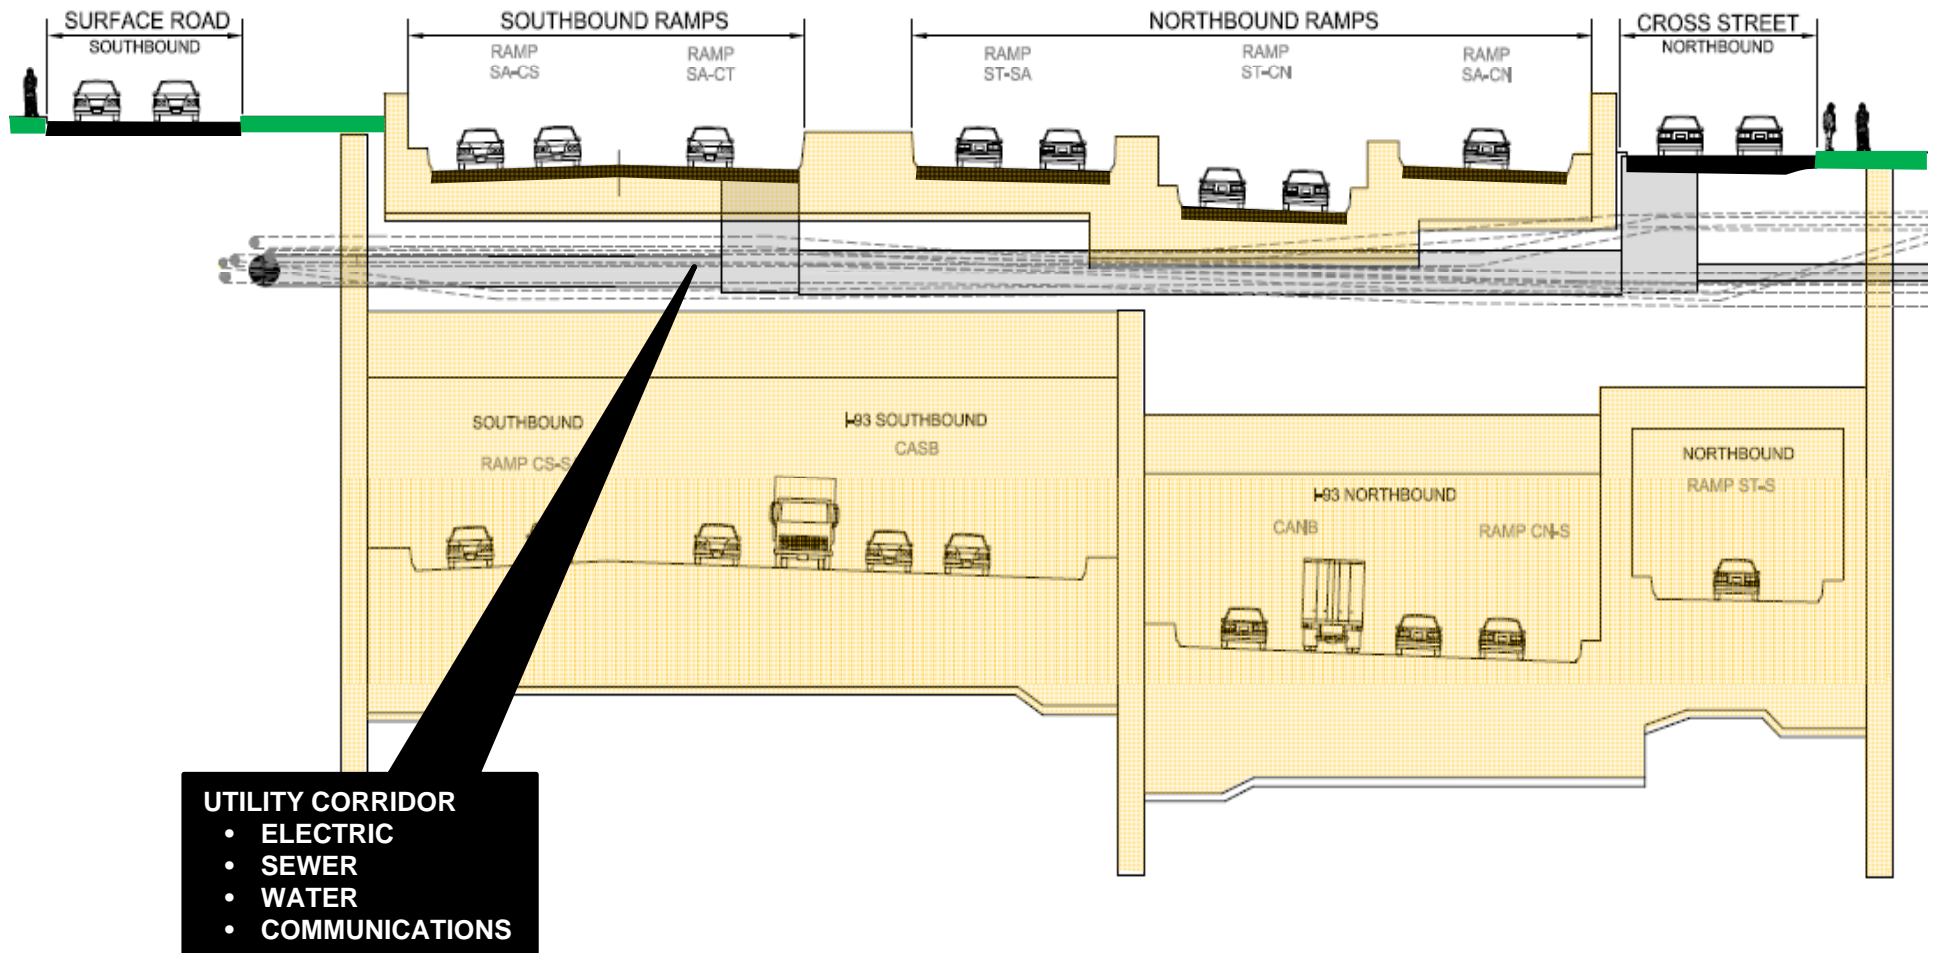 SURFACE ROAD
SOUTHBOUND
SOUTHBOUND RAMPS
RAMP
SA-CS
RAMP
SA-CT
NORTHBOUND RAMPS
RAMP
ST-SA
RAMP
ST-CN
RAMP
SA-CN
CROSS STREET
NORTHBOUND
SOUTHBOUND
RAMP CS-S
I-93 SOUTHBOUND
CASB
I-93 NORTHBOUND
CANB
RAMP CN-S
NORTHBOUND
RAMP ST-S
UTILITY CORRIDOR
• ELECTRIC
• SEWER
• WATER
• COMMUNICATIONS